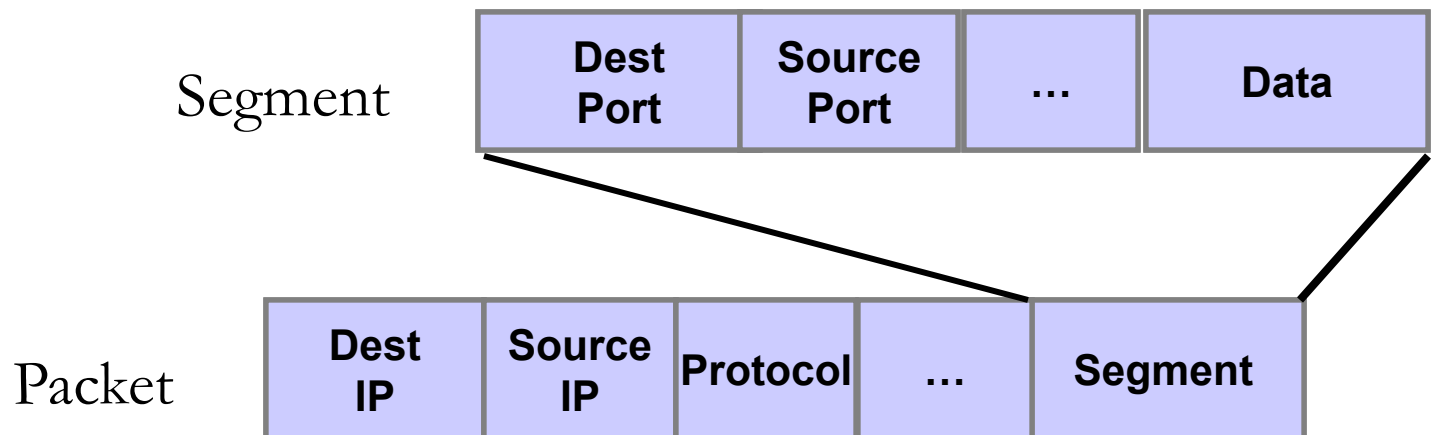 Segment
Dest
Port
Source
Port
...
Data
Packet
Dest
IP
Source
IP
Protocol
...
Segment